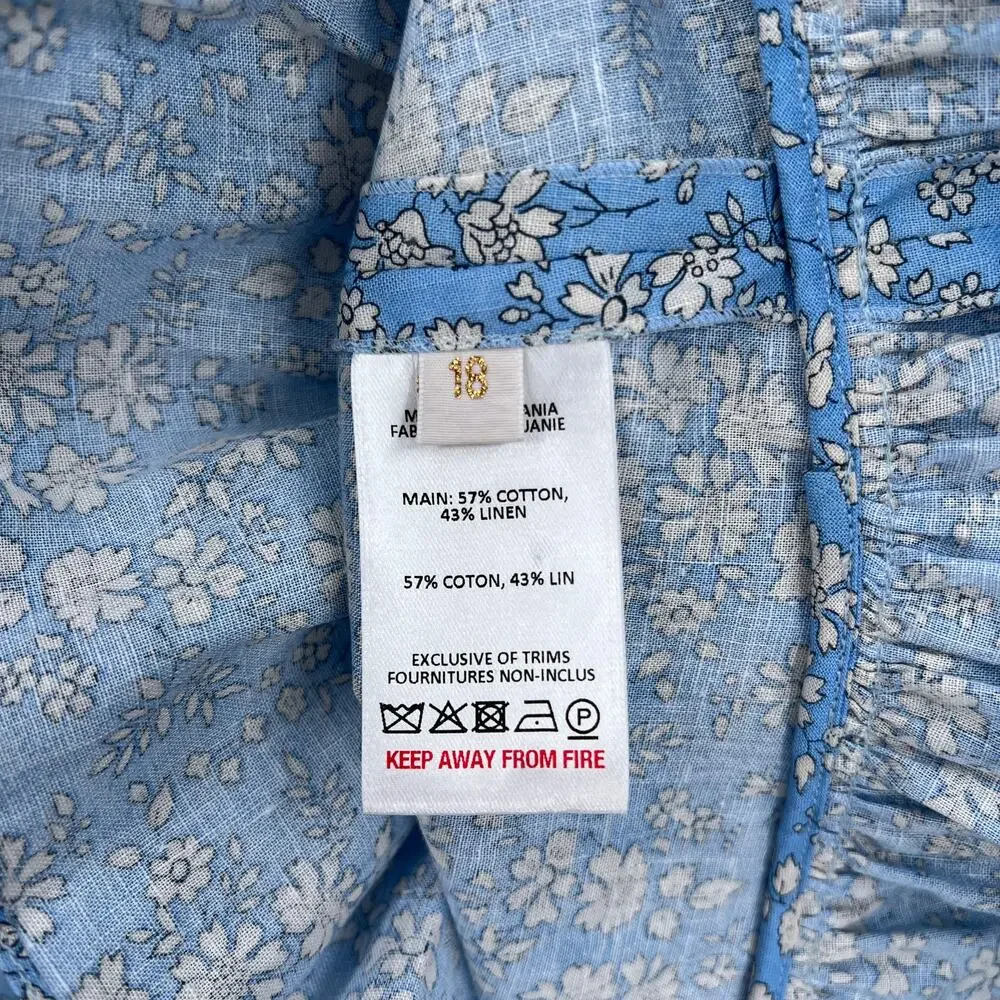 18
MAIN: 57% COTTON,
43% LINEN
57% COTON, 43% LIN
EXCLUSIVE OF TRIMS
FOURNITURES NON-INCLUS
P
KEEP AWAY FROM FIRE